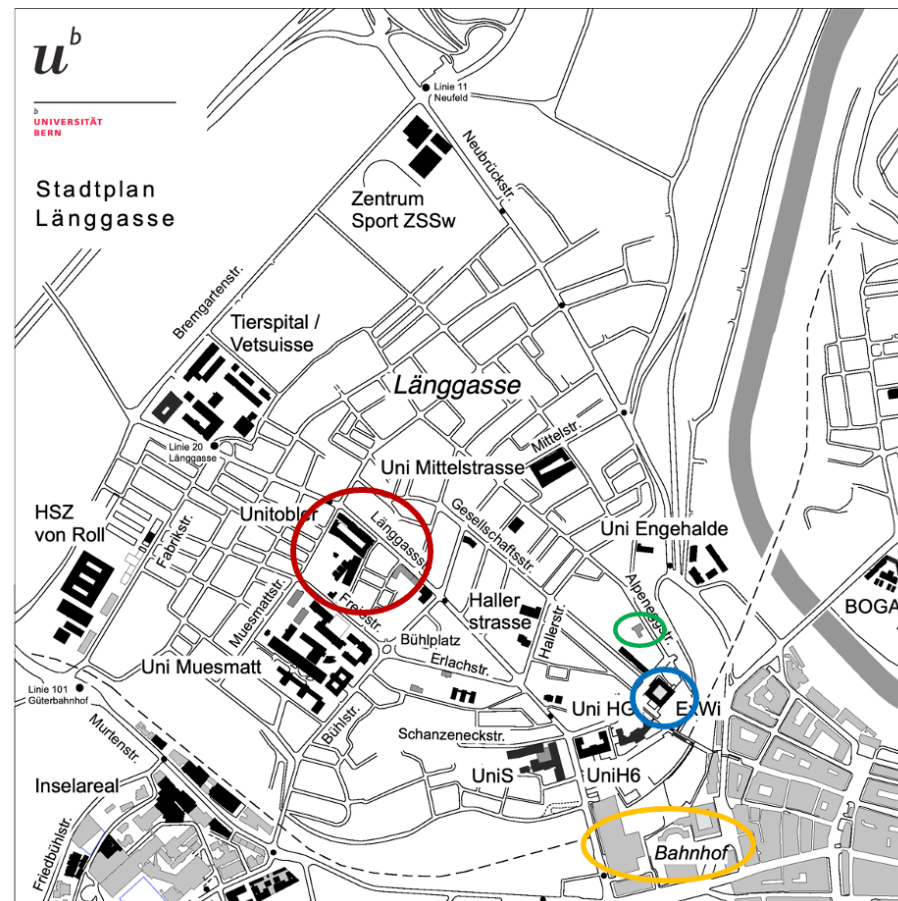 u^b
b
UNIVERSITÄT
BERN
Stadtplan
Länggasse
Linie 11
Neufeld
Neubrückstr.
Zentrum
Sport ZSSw
Bremgartenstr.
Tierspital /
Vetsuisse
Länggasse
Linie 20
Länggasse
Mittelstr.
Uni Mittelstrasse
HSZ
von Roll
Fabrikstr.
Unitobler
Länggassstr.
Gesellschaftsstr.
Uni Engehalde
Alpeneggstr.
BOGA
Muesmattstr.
Freiestr.
Haller
strasse
Hallerstr.
Bühlplatz
Erlachstr.
Uni Muesmatt
Linie 101
Güterbahnhof
Bühlstr.
Uni HG
ExWi
Schanzeneckstr.
Murtenstr.
UniS
UniH6
Inselareal
Bahnhof
Friedbühlstr.